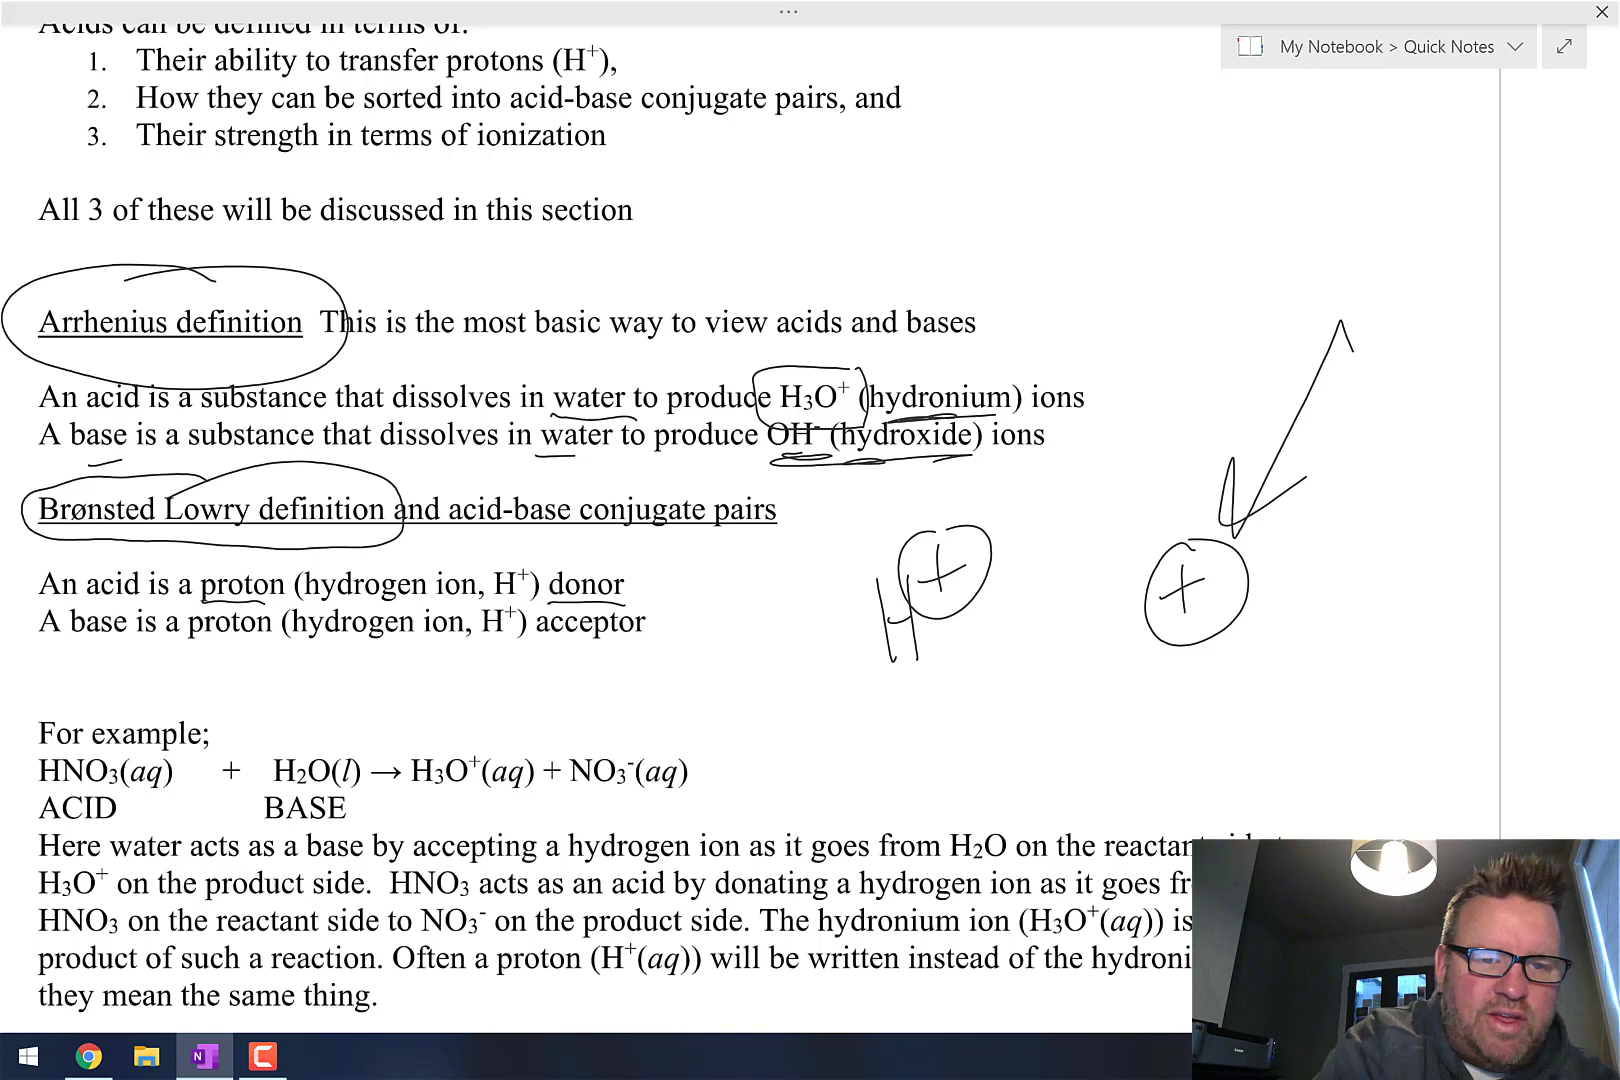 Acids can be defined in terms of:
My Notebook > Quick Notes
1. Their ability to transfer protons (H⁺),
2. How they can be sorted into acid-base conjugate pairs, and
3. Their strength in terms of ionization
All 3 of these will be discussed in this section
Arrhenius definition This is the most basic way to view acids and bases
An acid is a substance that dissolves in water to produce H₃O⁺ (hydronium) ions
A base is a substance that dissolves in water to produce OH⁻ (hydroxide) ions
Brønsted Lowry definition and acid-base conjugate pairs
An acid is a proton (hydrogen ion, H⁺) donor
A base is a proton (hydrogen ion, H⁺) acceptor
H⁺
+
For example;
HNO₃(aq) + H₂O(l) → H₃O⁺(aq) + NO₃⁻(aq)
ACID BASE
Here water acts as a base by accepting a hydrogen ion as it goes from H₂O on the reactant
H₃O⁺ on the product side. HNO₃ acts as an acid by donating a hydrogen ion as it goes
HNO₃ on the reactant side to NO₃⁻ on the product side. The hydronium ion (H₃O⁺(aq)) is
product of such a reaction. Often a proton (H⁺(aq)) will be written instead of the hydroni
they mean the same thing.